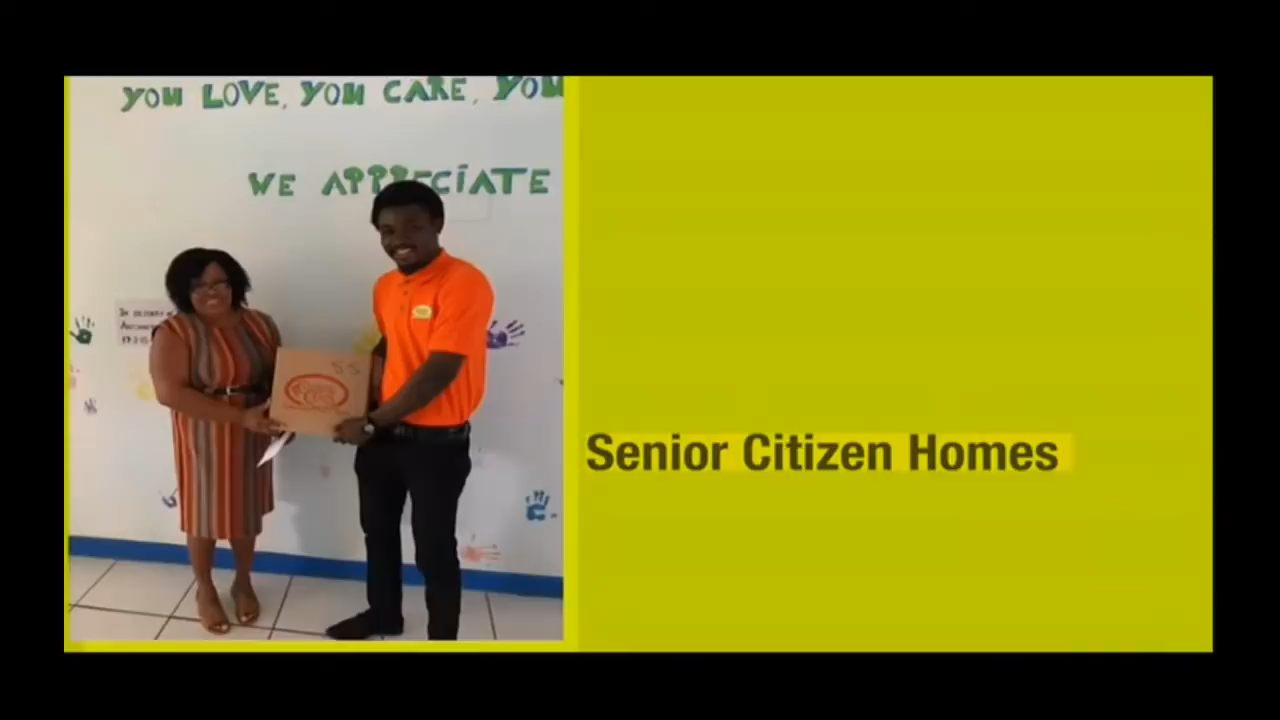 YOU LOVE, YOU CARE, YOU
WE APPRECIATE
S.S.
Senior Citizen Homes